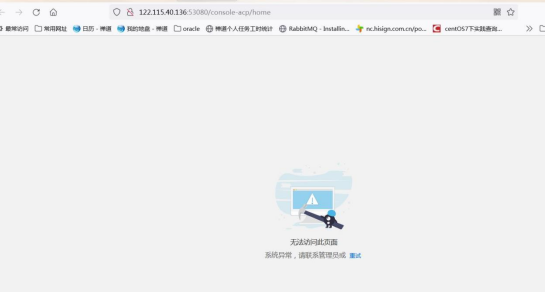 122.115.40.136:53080/console-acp/home
最常访问 常用网址 日历 - 禅道 我的地盘 - 禅道 oracle 禅道个人任务工时统计 RabbitMQ - Installin... nc.hisign.com.cn/po... centOS7下实践查询...
无法访问此页面
系统异常，请联系管理员或 重试